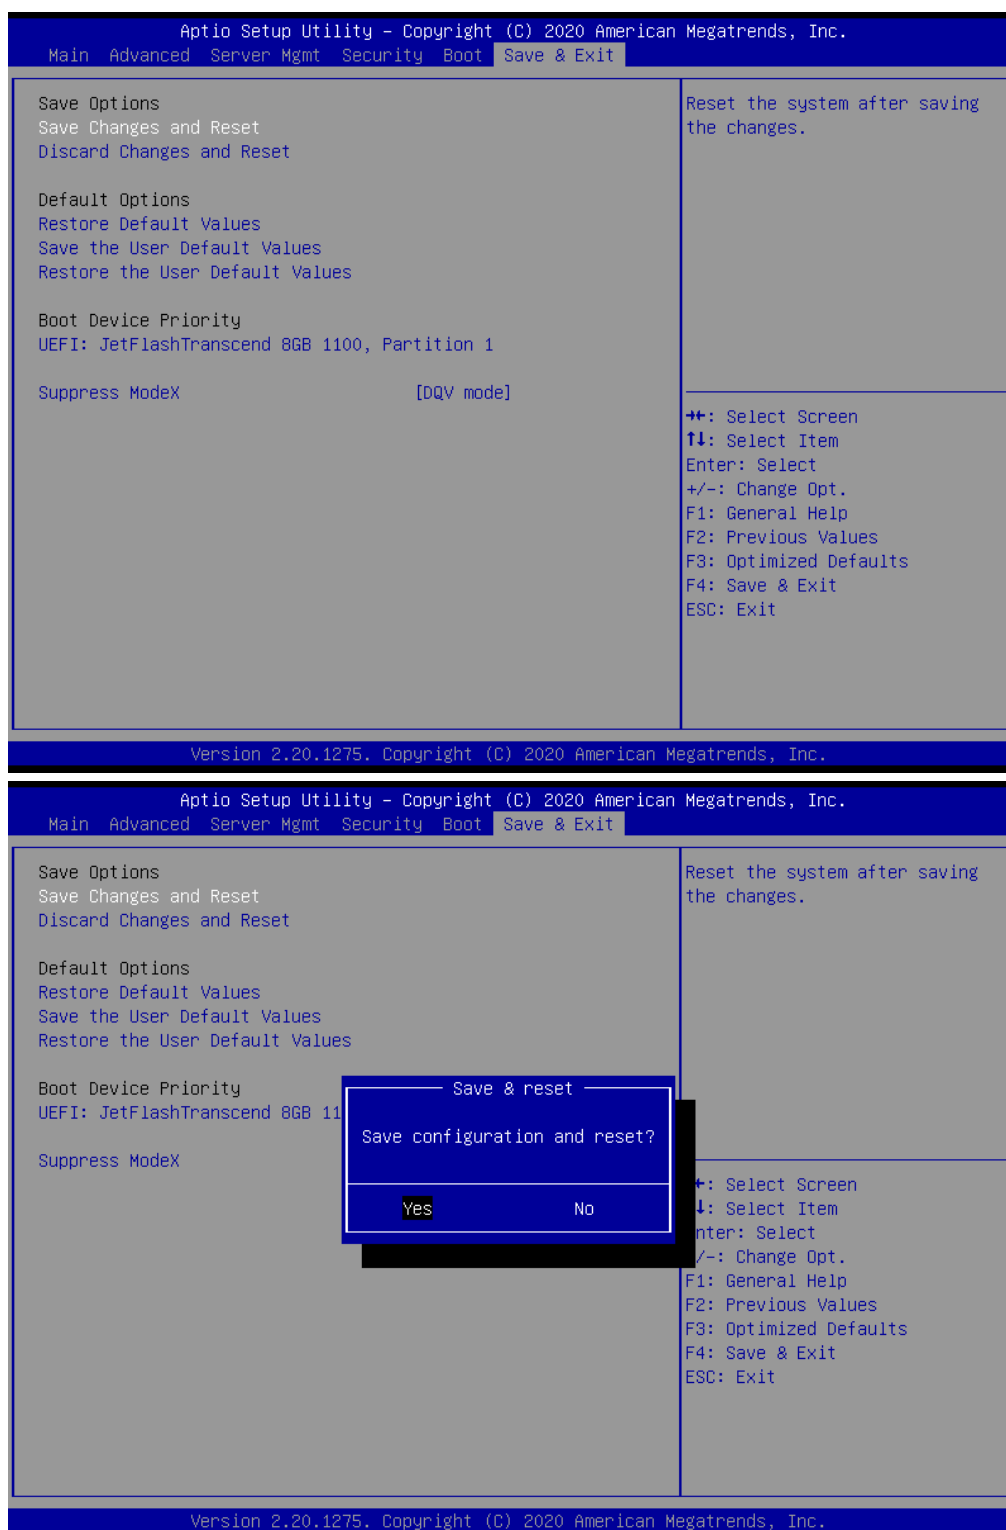 Aptio Setup Utility – Copyright (C) 2020 American Megatrends, Inc.
Main Advanced Server Mgmt Security Boot Save & Exit
Save Options
Save Changes and Reset
Discard Changes and Reset
Default Options
Restore Default Values
Save the User Default Values
Restore the User Default Values
Boot Device Priority
UEFI: JetFlashTranscend 8GB 1100, Partition 1
Suppress ModeX [DQV mode]
Reset the system after saving
the changes.
→←: Select Screen
↑↓: Select Item
Enter: Select
+/-: Change Opt.
F1: General Help
F2: Previous Values
F3: Optimized Defaults
F4: Save & Exit
ESC: Exit
Version 2.20.1275. Copyright (C) 2020 American Megatrends, Inc.
Aptio Setup Utility – Copyright (C) 2020 American Megatrends, Inc.
Main Advanced Server Mgmt Security Boot Save & Exit
Save Options
Save Changes and Reset
Discard Changes and Reset
Default Options
Restore Default Values
Save the User Default Values
Restore the User Default Values
Boot Device Priority
UEFI: JetFlashTranscend 8GB 11
Suppress ModeX
Save & reset
Save configuration and reset?
Yes No
Reset the system after saving
the changes.
←: Select Screen
↓: Select Item
nter: Select
/-: Change Opt.
F1: General Help
F2: Previous Values
F3: Optimized Defaults
F4: Save & Exit
ESC: Exit
Version 2.20.1275. Copyright (C) 2020 American Megatrends, Inc.